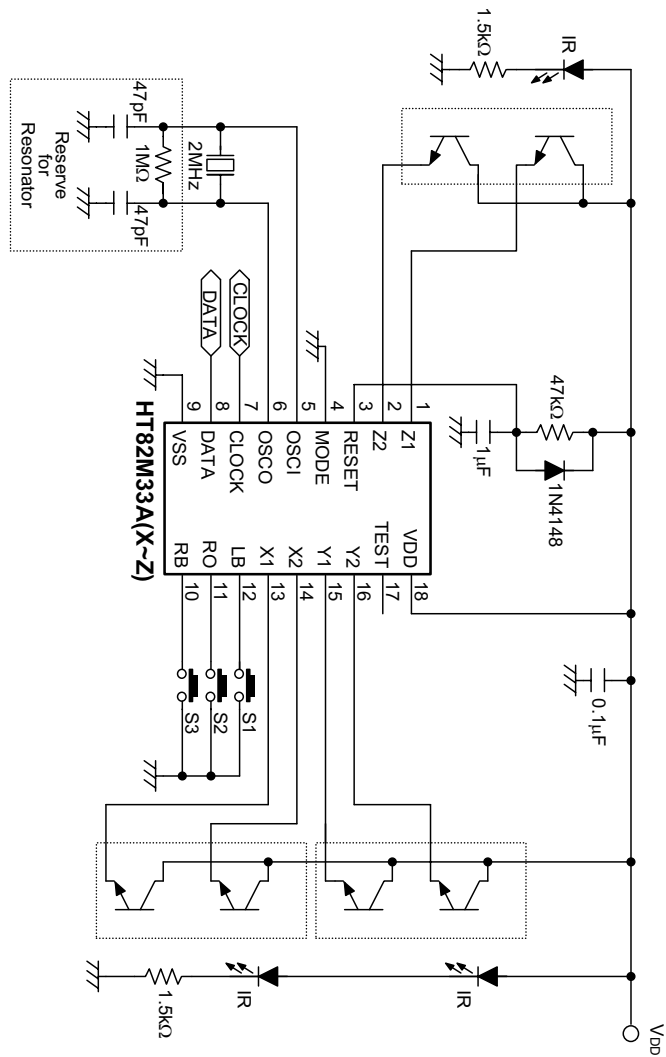 V_DD
IR
1.5kΩ
47kΩ
1N4148
1μF
0.1μF
IR
IR
1.5kΩ
1 Z1
2 Z2
3 RESET
4 MODE
5 OSCI
6 OSCO
7 CLOCK
8 DATA
9 VSS
VDD 18
TEST 17
Y2 16
Y1 15
X2 14
X1 13
LB 12
RO 11
RB 10
HT82M33A(X~Z)
S1
S2
S3
CLOCK
DATA
2MHz
1MΩ
47pF
47pF
Reserve
for
Resonator